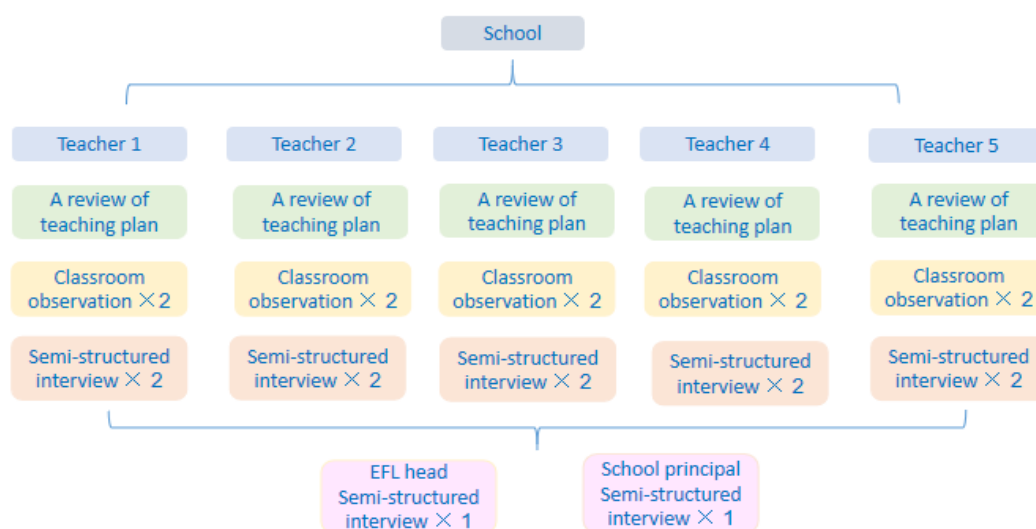 School
Teacher 1
Teacher 2
Teacher 3
Teacher 4
Teacher 5
A review of
teaching plan
A review of
teaching plan
A review of
teaching plan
A review of
teaching plan
A review of
teaching plan
Classroom
observation ×2
Classroom
observation × 2
Classroom
observation × 2
Classroom
observation × 2
Classroom
observation × 2
Semi-structured
interview × 2
Semi-structured
interview × 2
Semi-structured
interview × 2
Semi-structured
interview × 2
Semi-structured
interview × 2
EFL head
Semi-structured
interview × 1
School principal
Semi-structured
interview × 1